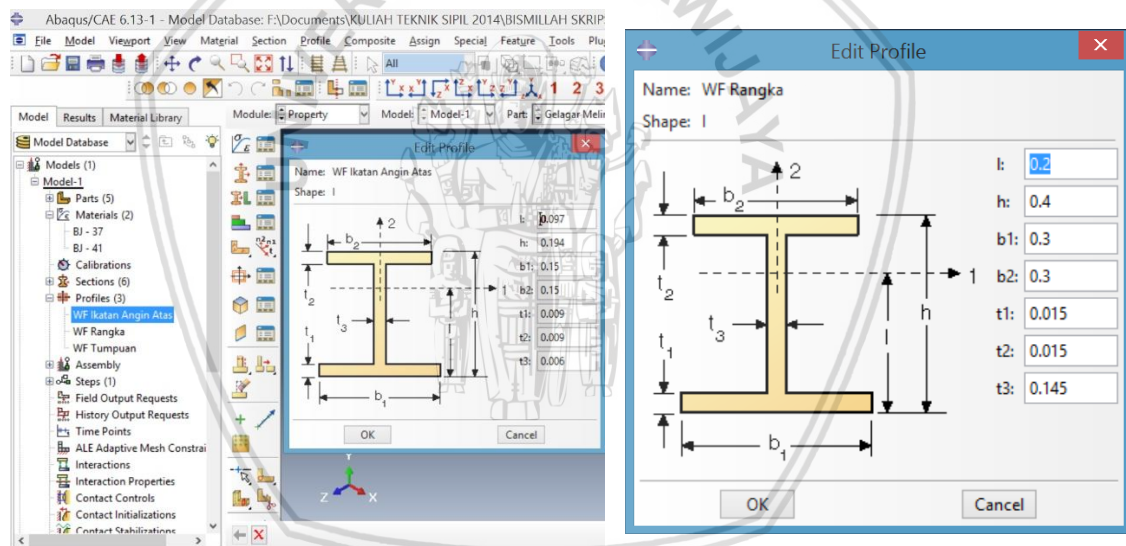 Abaqus/CAE 6.13-1 - Model Database: F:\Documents\KULIAH TEKNIK SIPIL 2014\BISMILLAH SKRIP
File Model Viewport View Material Section Profile Composite Assign Special Feature Tools Plu
All
1 2 3
Model Results Material Library
Module: Property Model: Model-1 Part: Gelagar Melin
Model Database
Models (1)
Model-1
Parts (5)
Materials (2)
BJ - 37
BJ - 41
Calibrations
Sections (6)
Profiles (3)
WF Ikatan Angin Atas
WF Rangka
WF Tumpuan
Assembly
Steps (1)
Field Output Requests
History Output Requests
Time Points
ALE Adaptive Mesh Constrai
Interactions
Interaction Properties
Contact Controls
Contact Initializations
Contact Stabilizations
Edit Profile
Name: WF Ikatan Angin Atas
Shape: I
l: 0.097
h: 0.194
b1: 0.15
b2: 0.15
t1: 0.009
t2: 0.009
t3: 0.006
2
b2
t2
1
h
t3
t1
l
b1
OK Cancel
Y
Z X
Edit Profile
Name: WF Rangka
Shape: I
l: 0.2
h: 0.4
b1: 0.3
b2: 0.3
t1: 0.015
t2: 0.015
t3: 0.145
2
b2
t2
1
h
t3
t1
l
b1
OK Cancel
WIJAYA